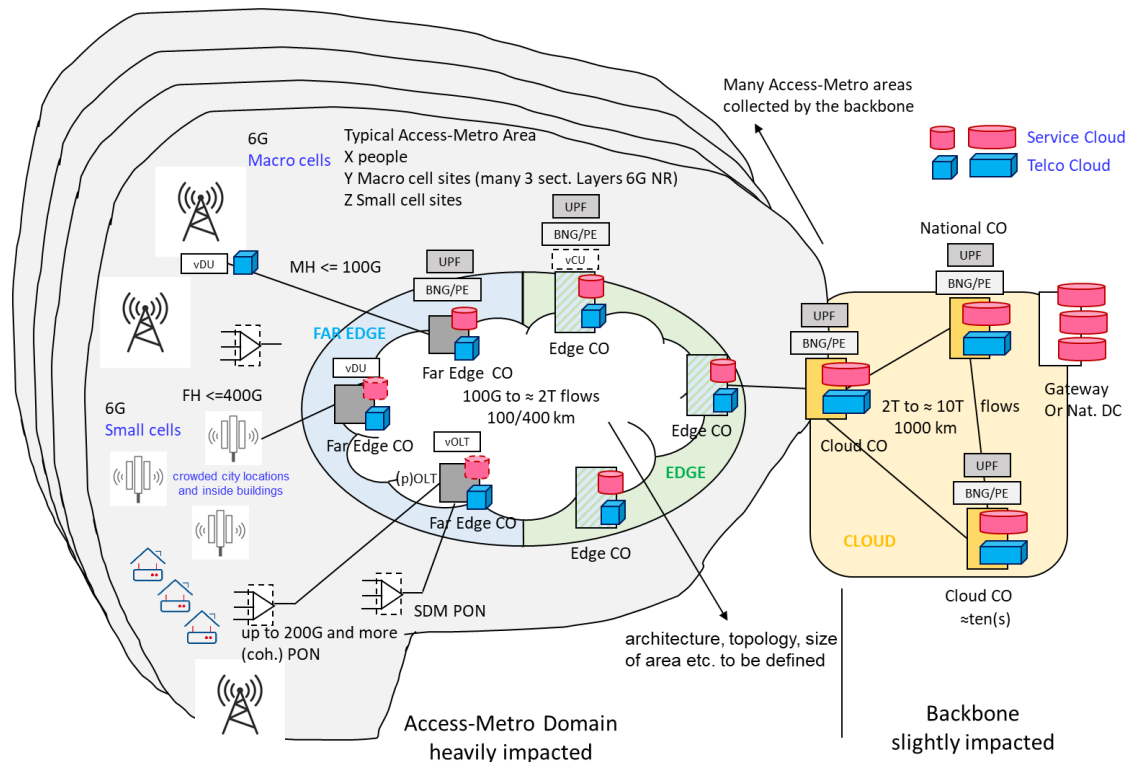 Many Access-Metro areas
collected by the backbone
Service Cloud
Telco Cloud
6G
Macro cells
Typical Access-Metro Area
X people
Y Macro cell sites (many 3 sect. Layers 6G NR)
Z Small cell sites
UPF
BNG/PE
vCU
National CO
UPF
BNG/PE
vDU
MH <= 100G
UPF
BNG/PE
FAR EDGE
Far Edge CO
Edge CO
UPF
BNG/PE
vDU
100G to ≈ 2T flows
100/400 km
Gateway
Or Nat. DC
FH <=400G
6G
Small cells
Far Edge CO
Edge CO
Cloud CO
2T to ≈ 10T flows
1000 km
crowded city locations
and inside buildings
vOLT
(p)OLT
Far Edge CO
EDGE
Edge CO
UPF
BNG/PE
CLOUD
Cloud CO
≈ten(s)
SDM PON
up to 200G and more
(coh.) PON
architecture, topology, size
of area etc. to be defined
Access-Metro Domain
heavily impacted
Backbone
slightly impacted